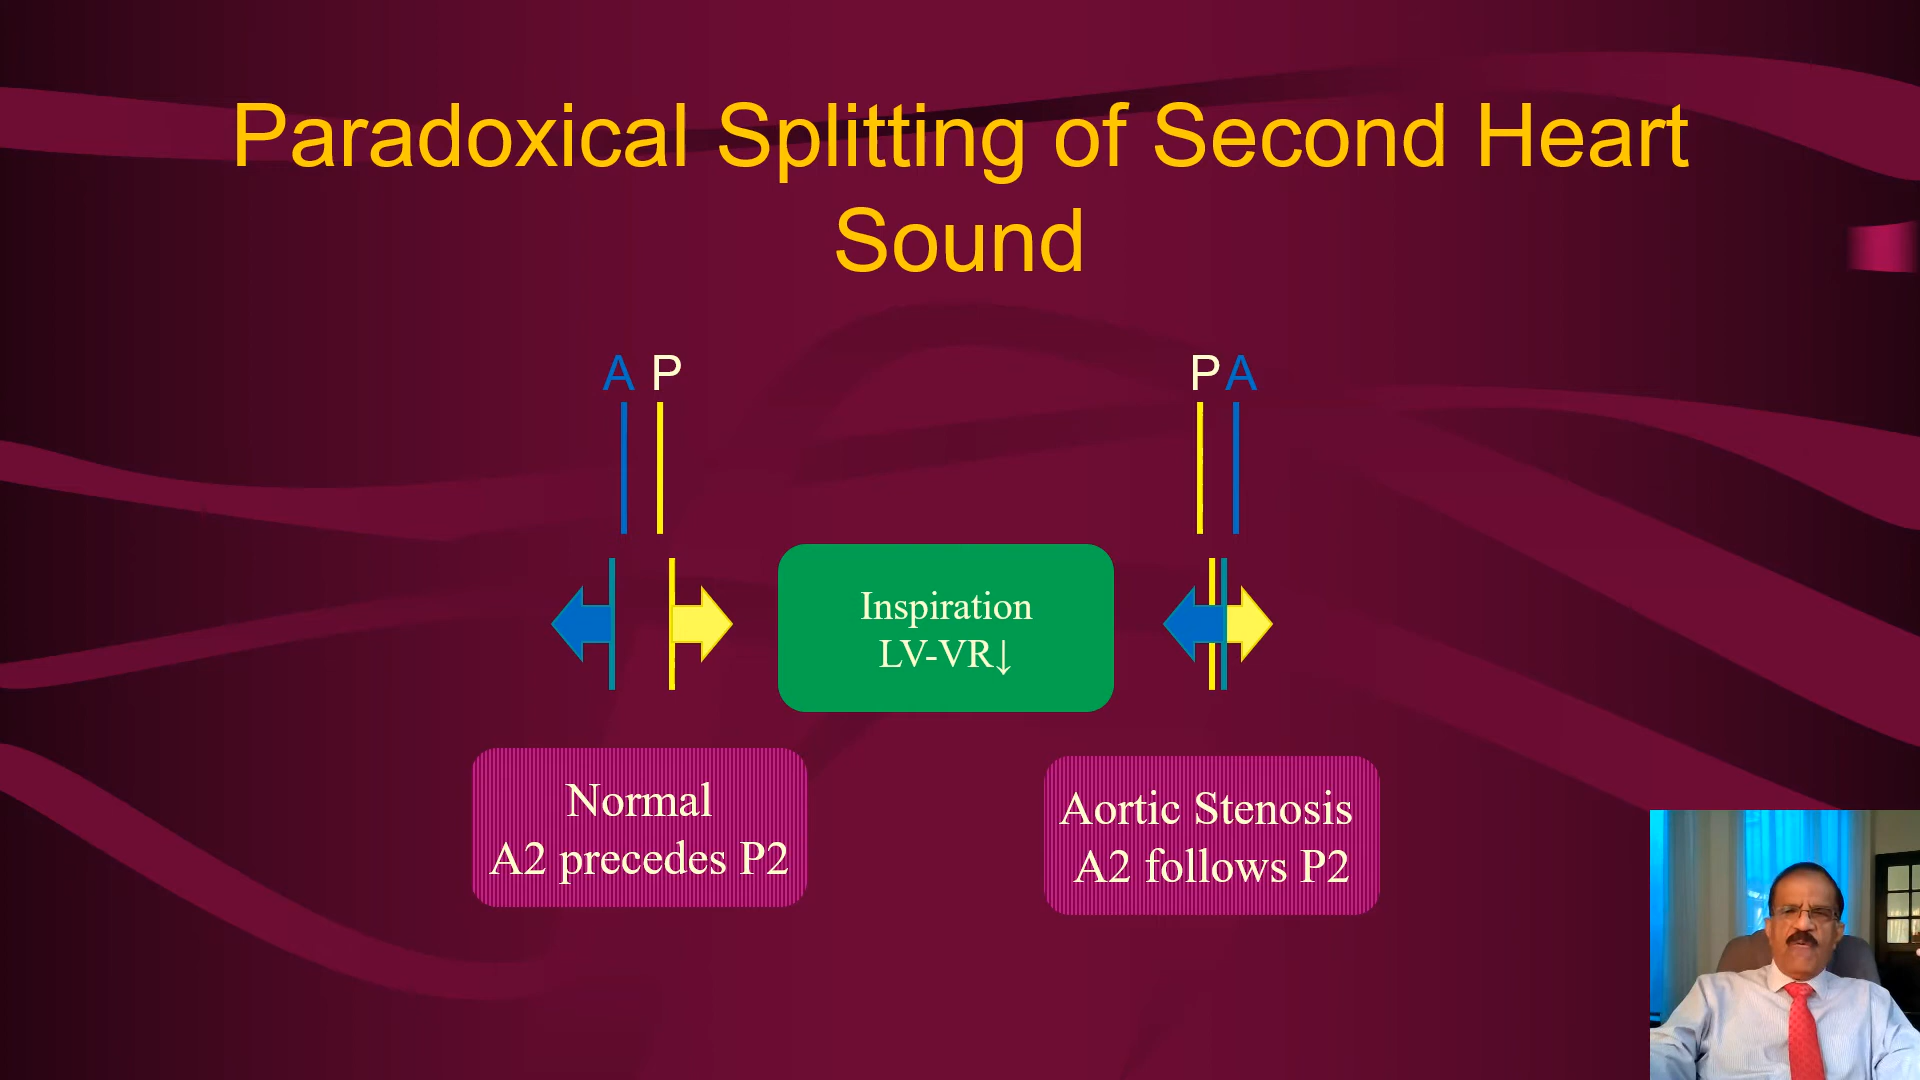 Paradoxical Splitting of Second Heart
Sound
A P
P A
Inspiration
LV-VR↓
Normal
A2 precedes P2
Aortic Stenosis
A2 follows P2